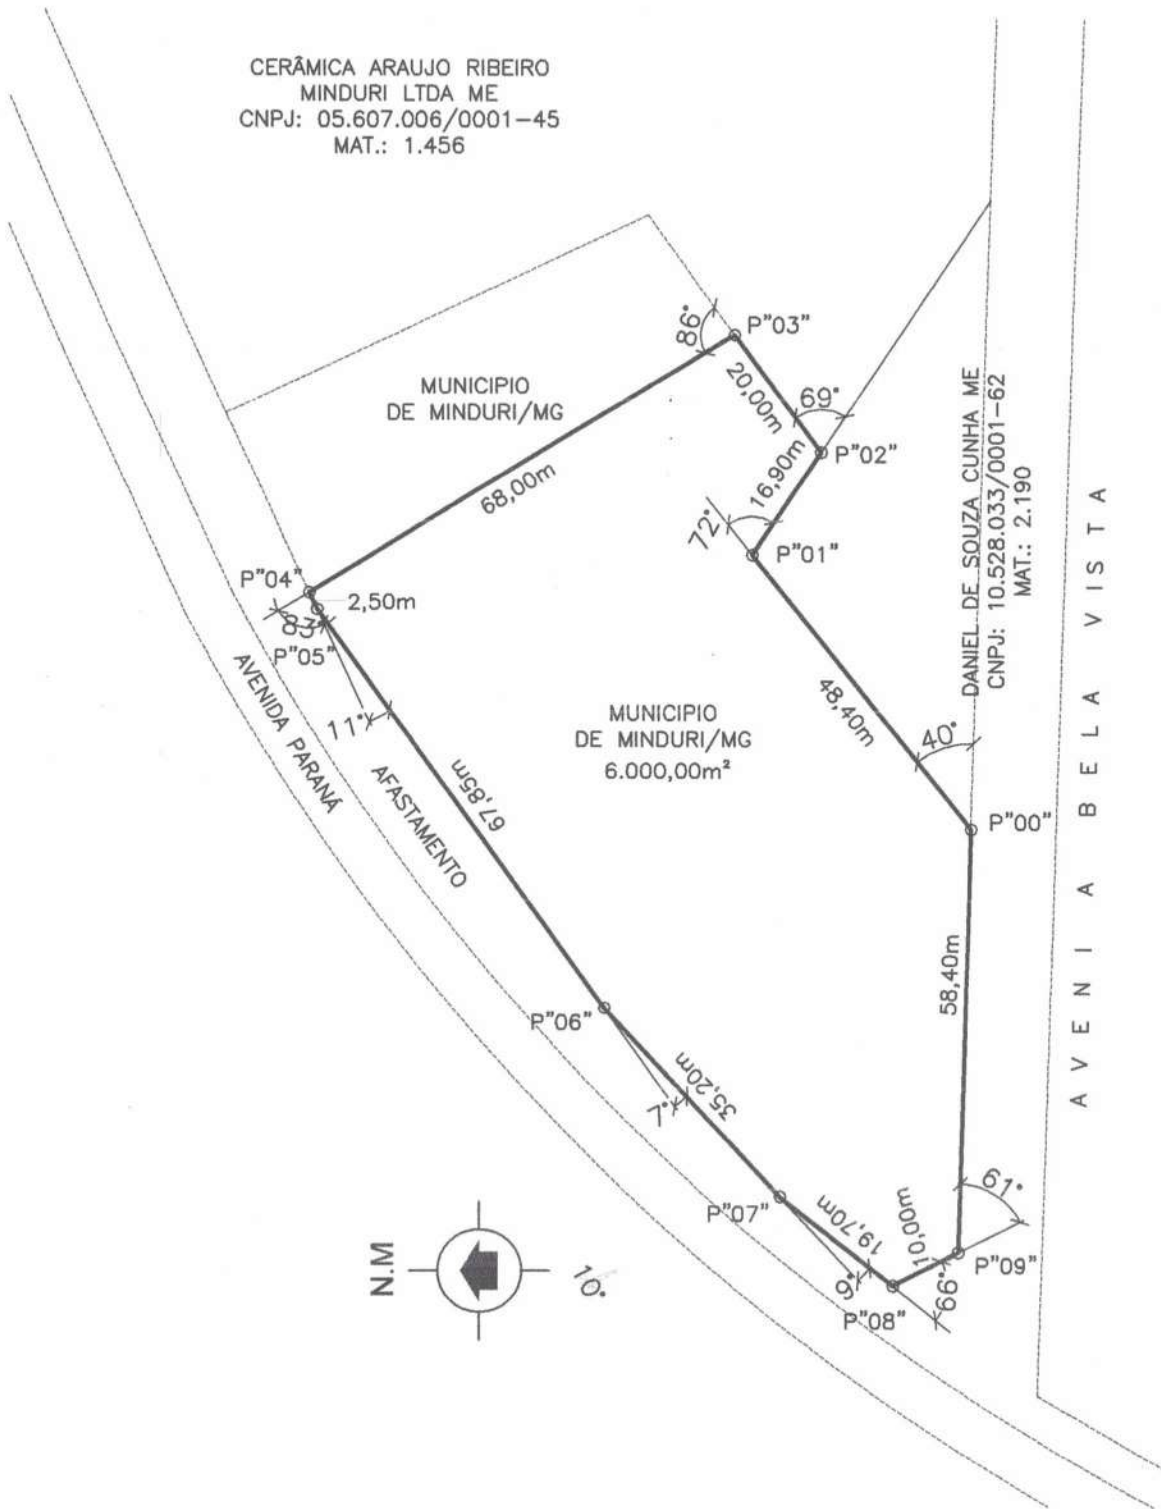 CERÂMICA ARAUJO RIBEIRO
MINDURI LTDA ME
CNPJ: 05.607.006/0001-45
MAT.: 1.456
86°
P"03"
MUNICIPIO
DE MINDURI/MG
20,00m
69°
P"02"
16,90m
68,00m
72°
P"01"
DANIEL DE SOUZA CUNHA ME
CNPJ: 10.528.033/0001-62
MAT.: 2.190
P"04"
2,50m
83°
P"05"
AVENIDA PARANÁ
11°
AFASTAMENTO
67,85m
MUNICIPIO
DE MINDURI/MG
6.000,00m²
48,40m
40°
P"00"
AVENI A BELA VISTA
58,40m
P"06"
35,20m
7°
P"07"
19,70m
10,00m
61°
P"09"
66°
P"08"
N.M
10°